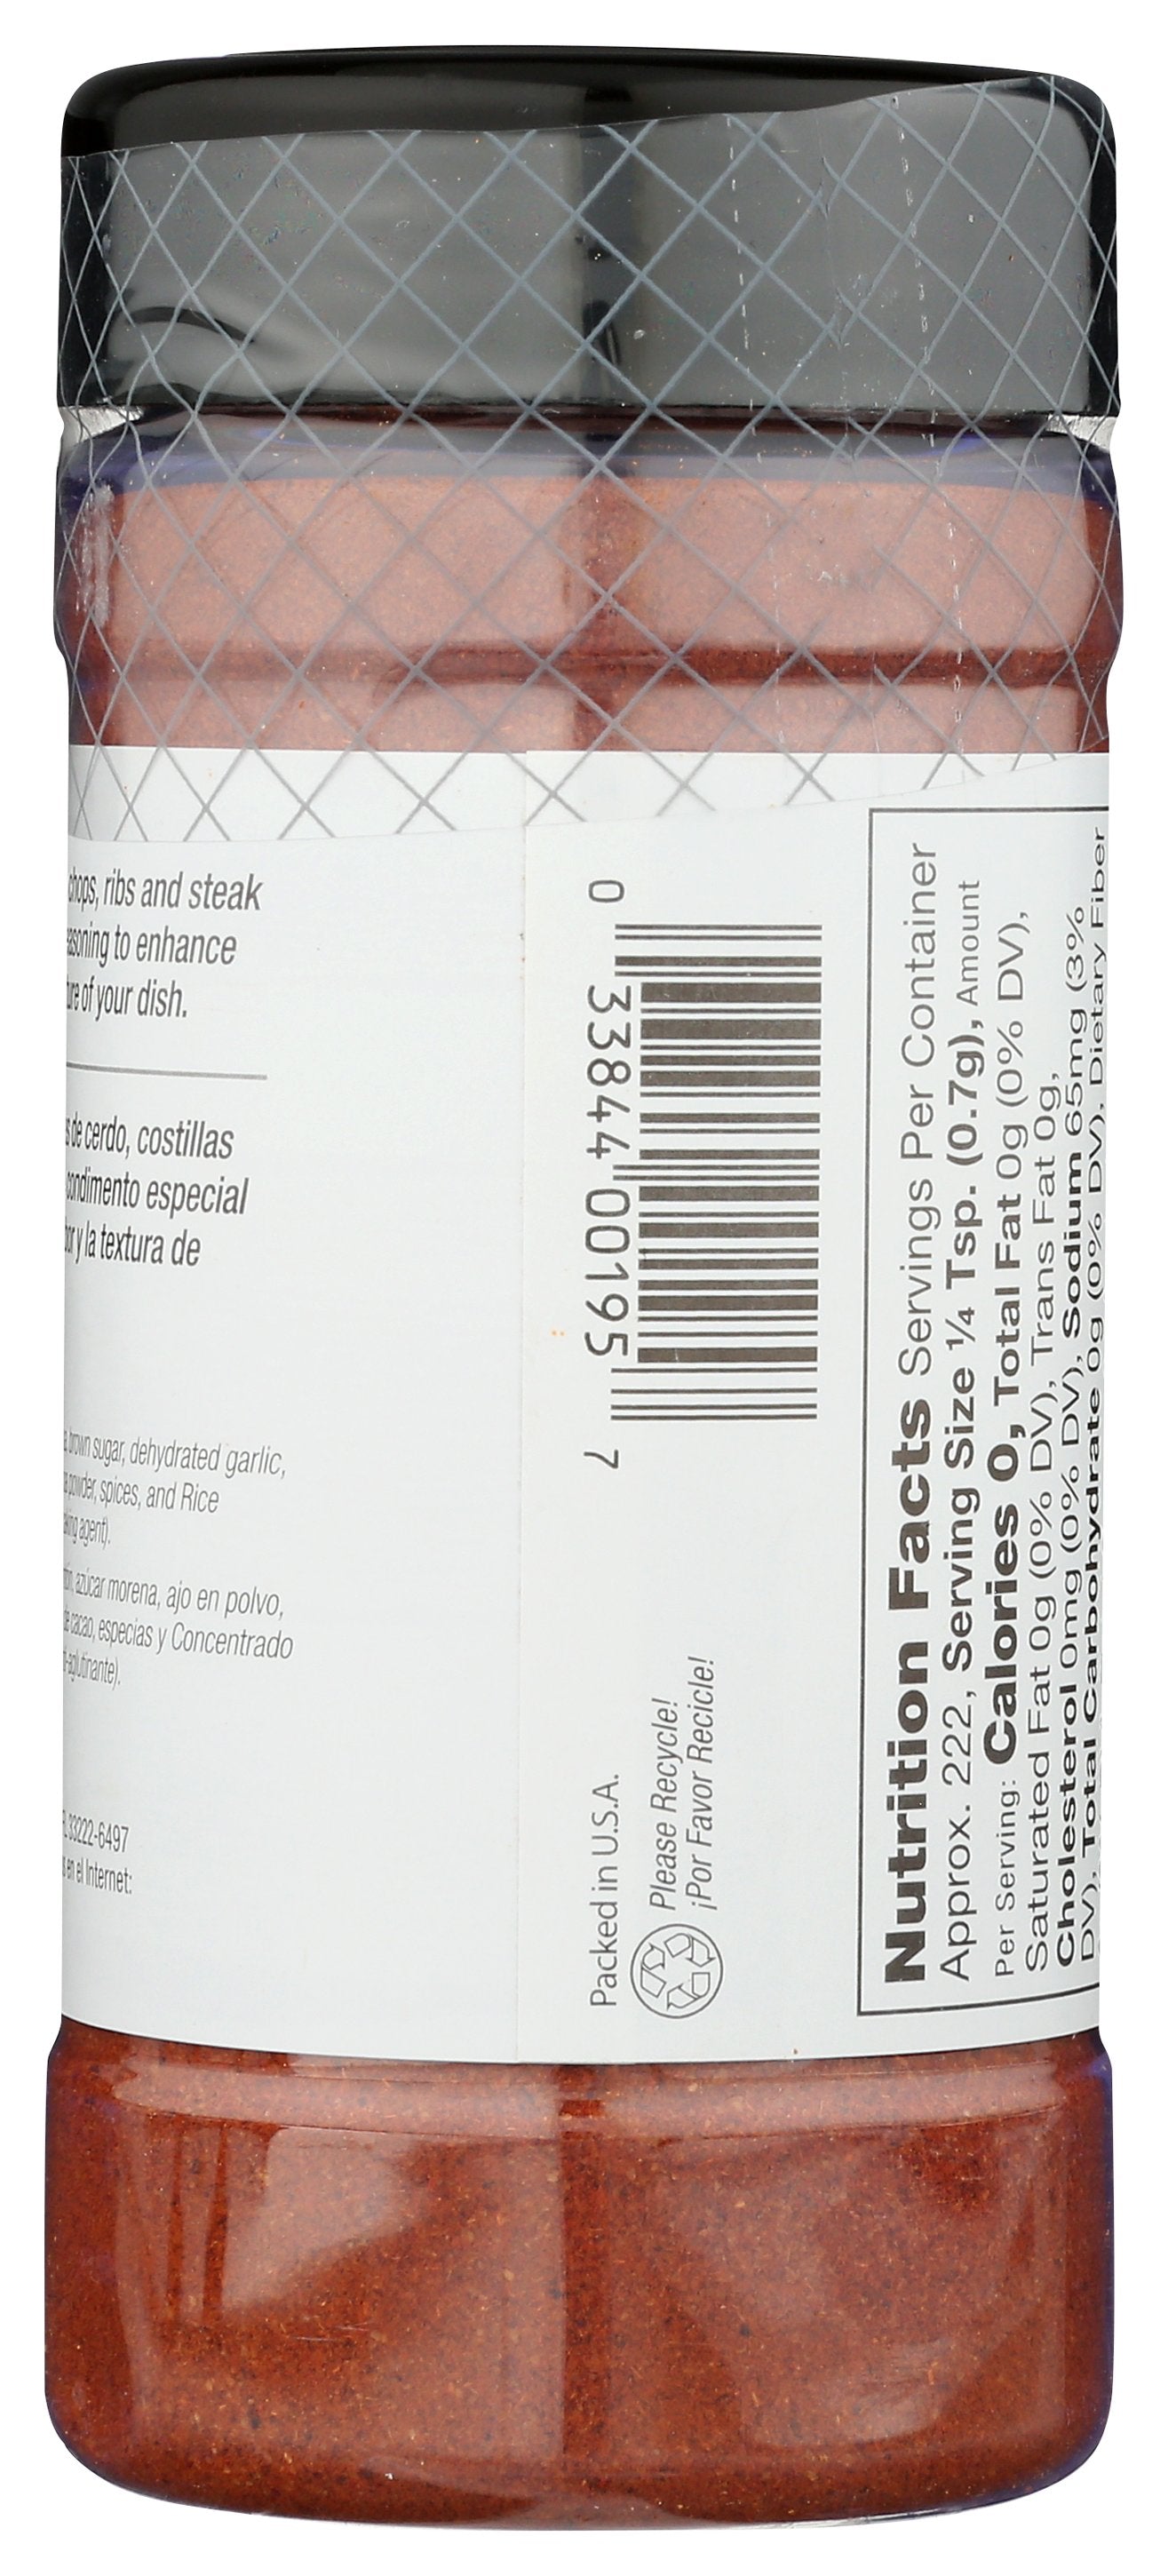 chops, ribs and steak
seasoning to enhance
of your dish.
de cerdo, costillas
condimento especial
y la textura de
brown sugar, dehydrated garlic,
powder, spices, and Rice
agent).
azúcar morena, ajo en polvo,
de cacao, especias y Concentrado
33222-6497
en el Internet:
0 33844 00195 7
Packed in U.S.A.
Please Recycle!
¡Por Favor Recicle!
Nutrition Facts Servings Per Container
Approx. 222, Serving Size ¼ Tsp. (0.7g), Amount
Per Serving: Calories 0, Total Fat 0g (0% DV),
Saturated Fat 0g (0% DV), Trans Fat 0g,
Cholesterol 0mg (0% DV), Sodium 65mg (3%
DV), Total Carbohydrate 0g (0% DV), Dietary Fiber